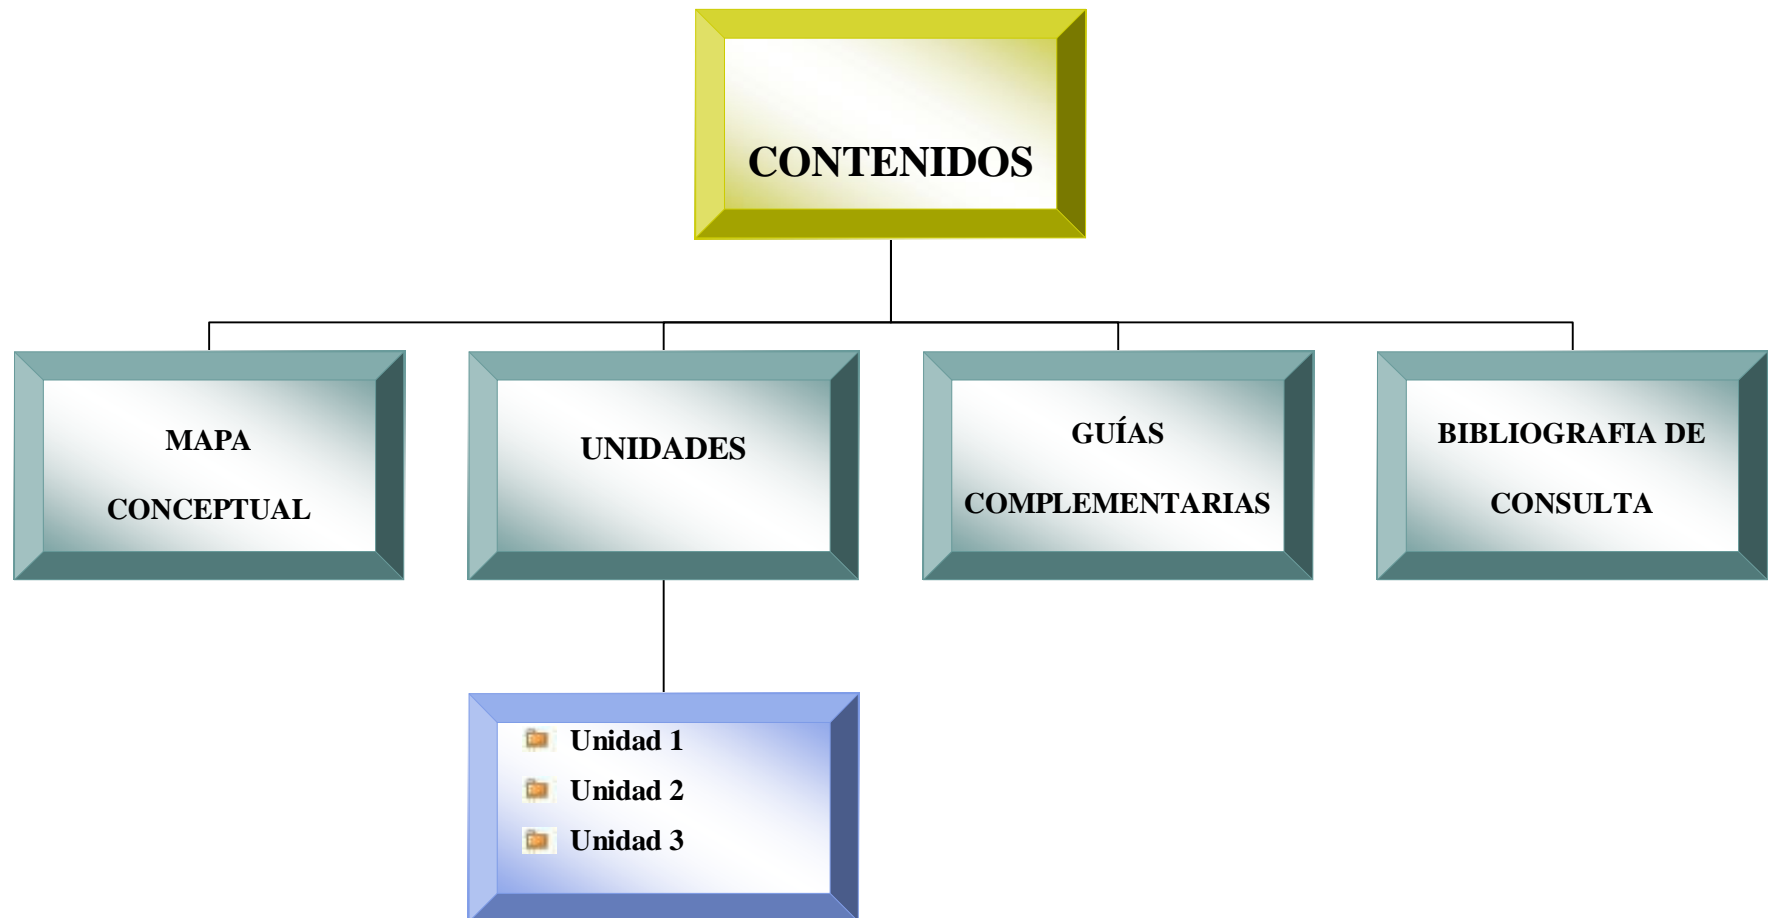 CONTENIDOS
MAPA
CONCEPTUAL
UNIDADES
GUÍAS
COMPLEMENTARIAS
BIBLIOGRAFIA DE
CONSULTA
Unidad 1
Unidad 2
Unidad 3